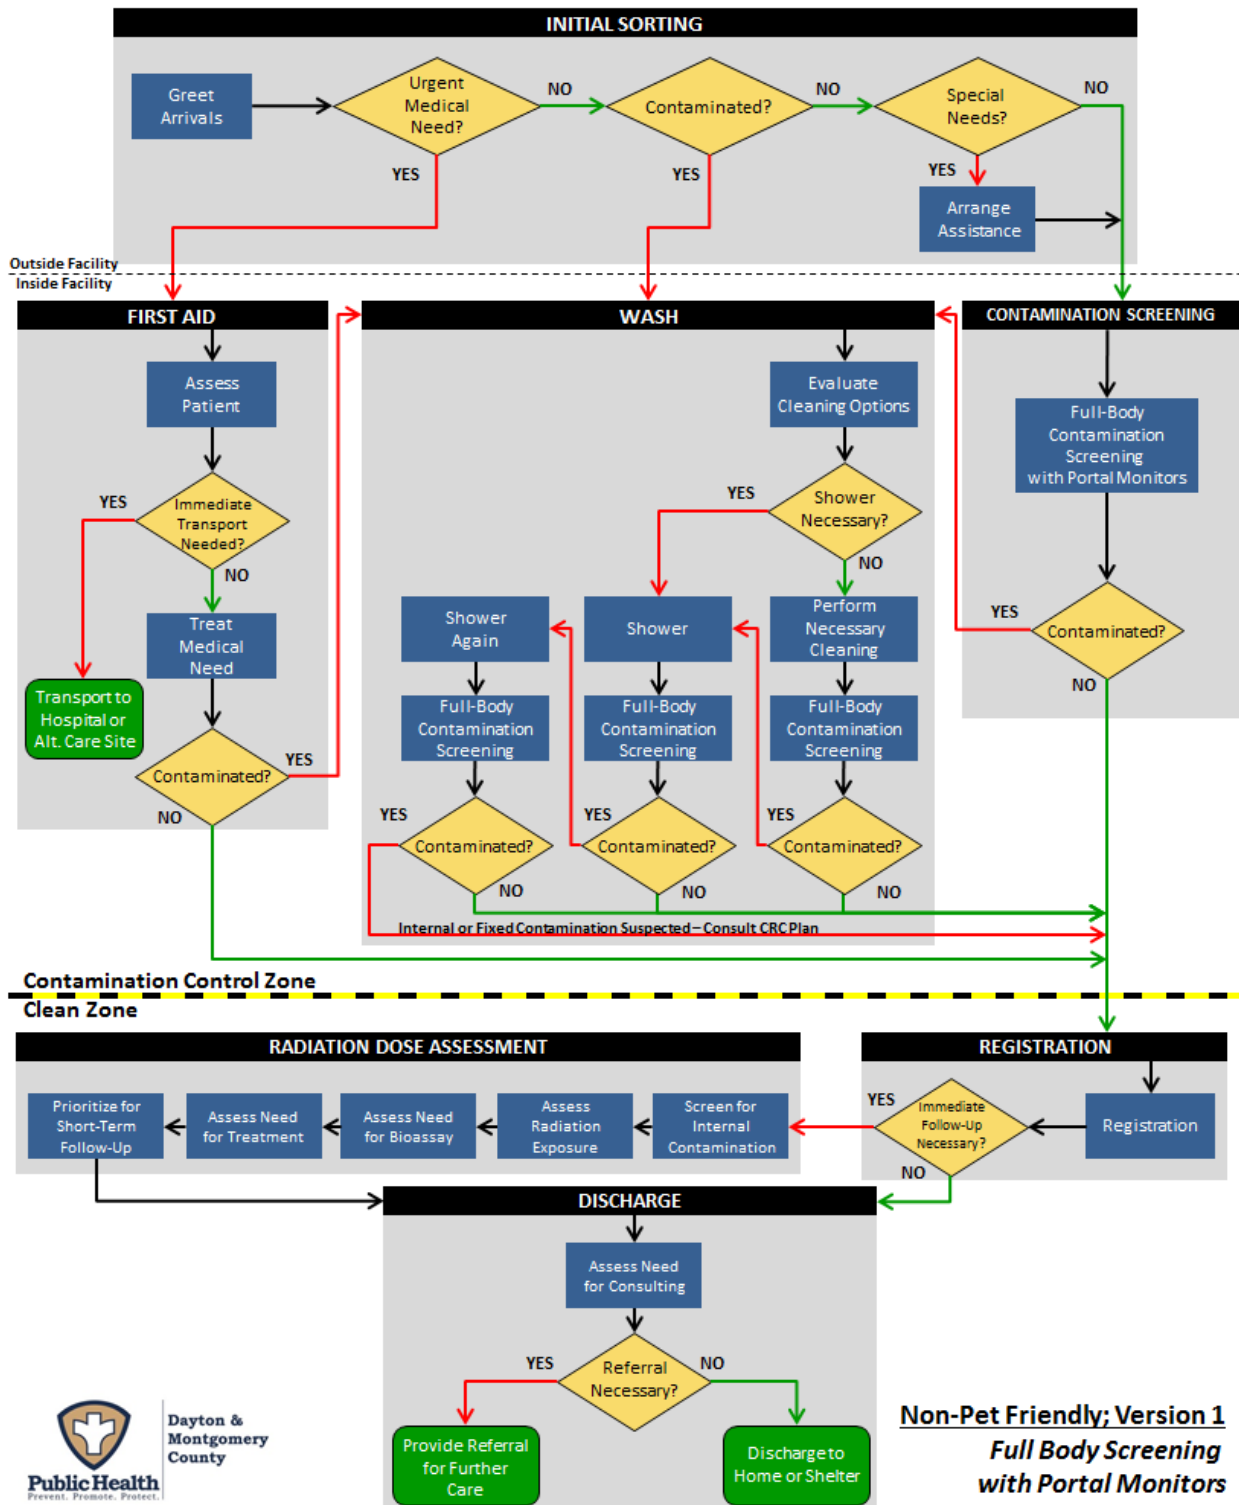 INITIAL SORTING
Greet
Arrivals
Urgent
Medical
Need?
NO
Contaminated?
NO
Special
Needs?
NO
YES
YES
YES
Arrange
Assistance
Outside Facility
Inside Facility
FIRST AID
Assess
Patient
YES
Immediate
Transport
Needed?
NO
Treat
Medical
Need
Transport to
Hospital or
Alt. Care Site
Contaminated?
YES
NO
WASH
Evaluate
Cleaning Options
YES
Shower
Necessary?
NO
Shower
Again
Shower
Perform
Necessary
Cleaning
Full-Body
Contamination
Screening
Full-Body
Contamination
Screening
Full-Body
Contamination
Screening
YES
Contaminated?
NO
YES
Contaminated?
NO
YES
Contaminated?
NO
Internal or Fixed Contamination Suspected – Consult CRC Plan
CONTAMINATION SCREENING
Full-Body
Contamination
Screening
with Portal Monitors
YES
Contaminated?
NO
Contamination Control Zone
Clean Zone
RADIATION DOSE ASSESSMENT
Prioritize for
Short-Term
Follow-Up
Assess Need
for Treatment
Assess Need
for Bioassay
Assess
Radiation
Exposure
Screen for
Internal
Contamination
REGISTRATION
YES
Immediate
Follow-Up
Necessary?
NO
Registration
DISCHARGE
Assess Need
for Consulting
YES
Referral
Necessary?
NO
Provide Referral
for Further
Care
Discharge to
Home or Shelter
Public Health
Prevent. Promote. Protect.
Dayton &
Montgomery
County
Non-Pet Friendly; Version 1
Full Body Screening
with Portal Monitors